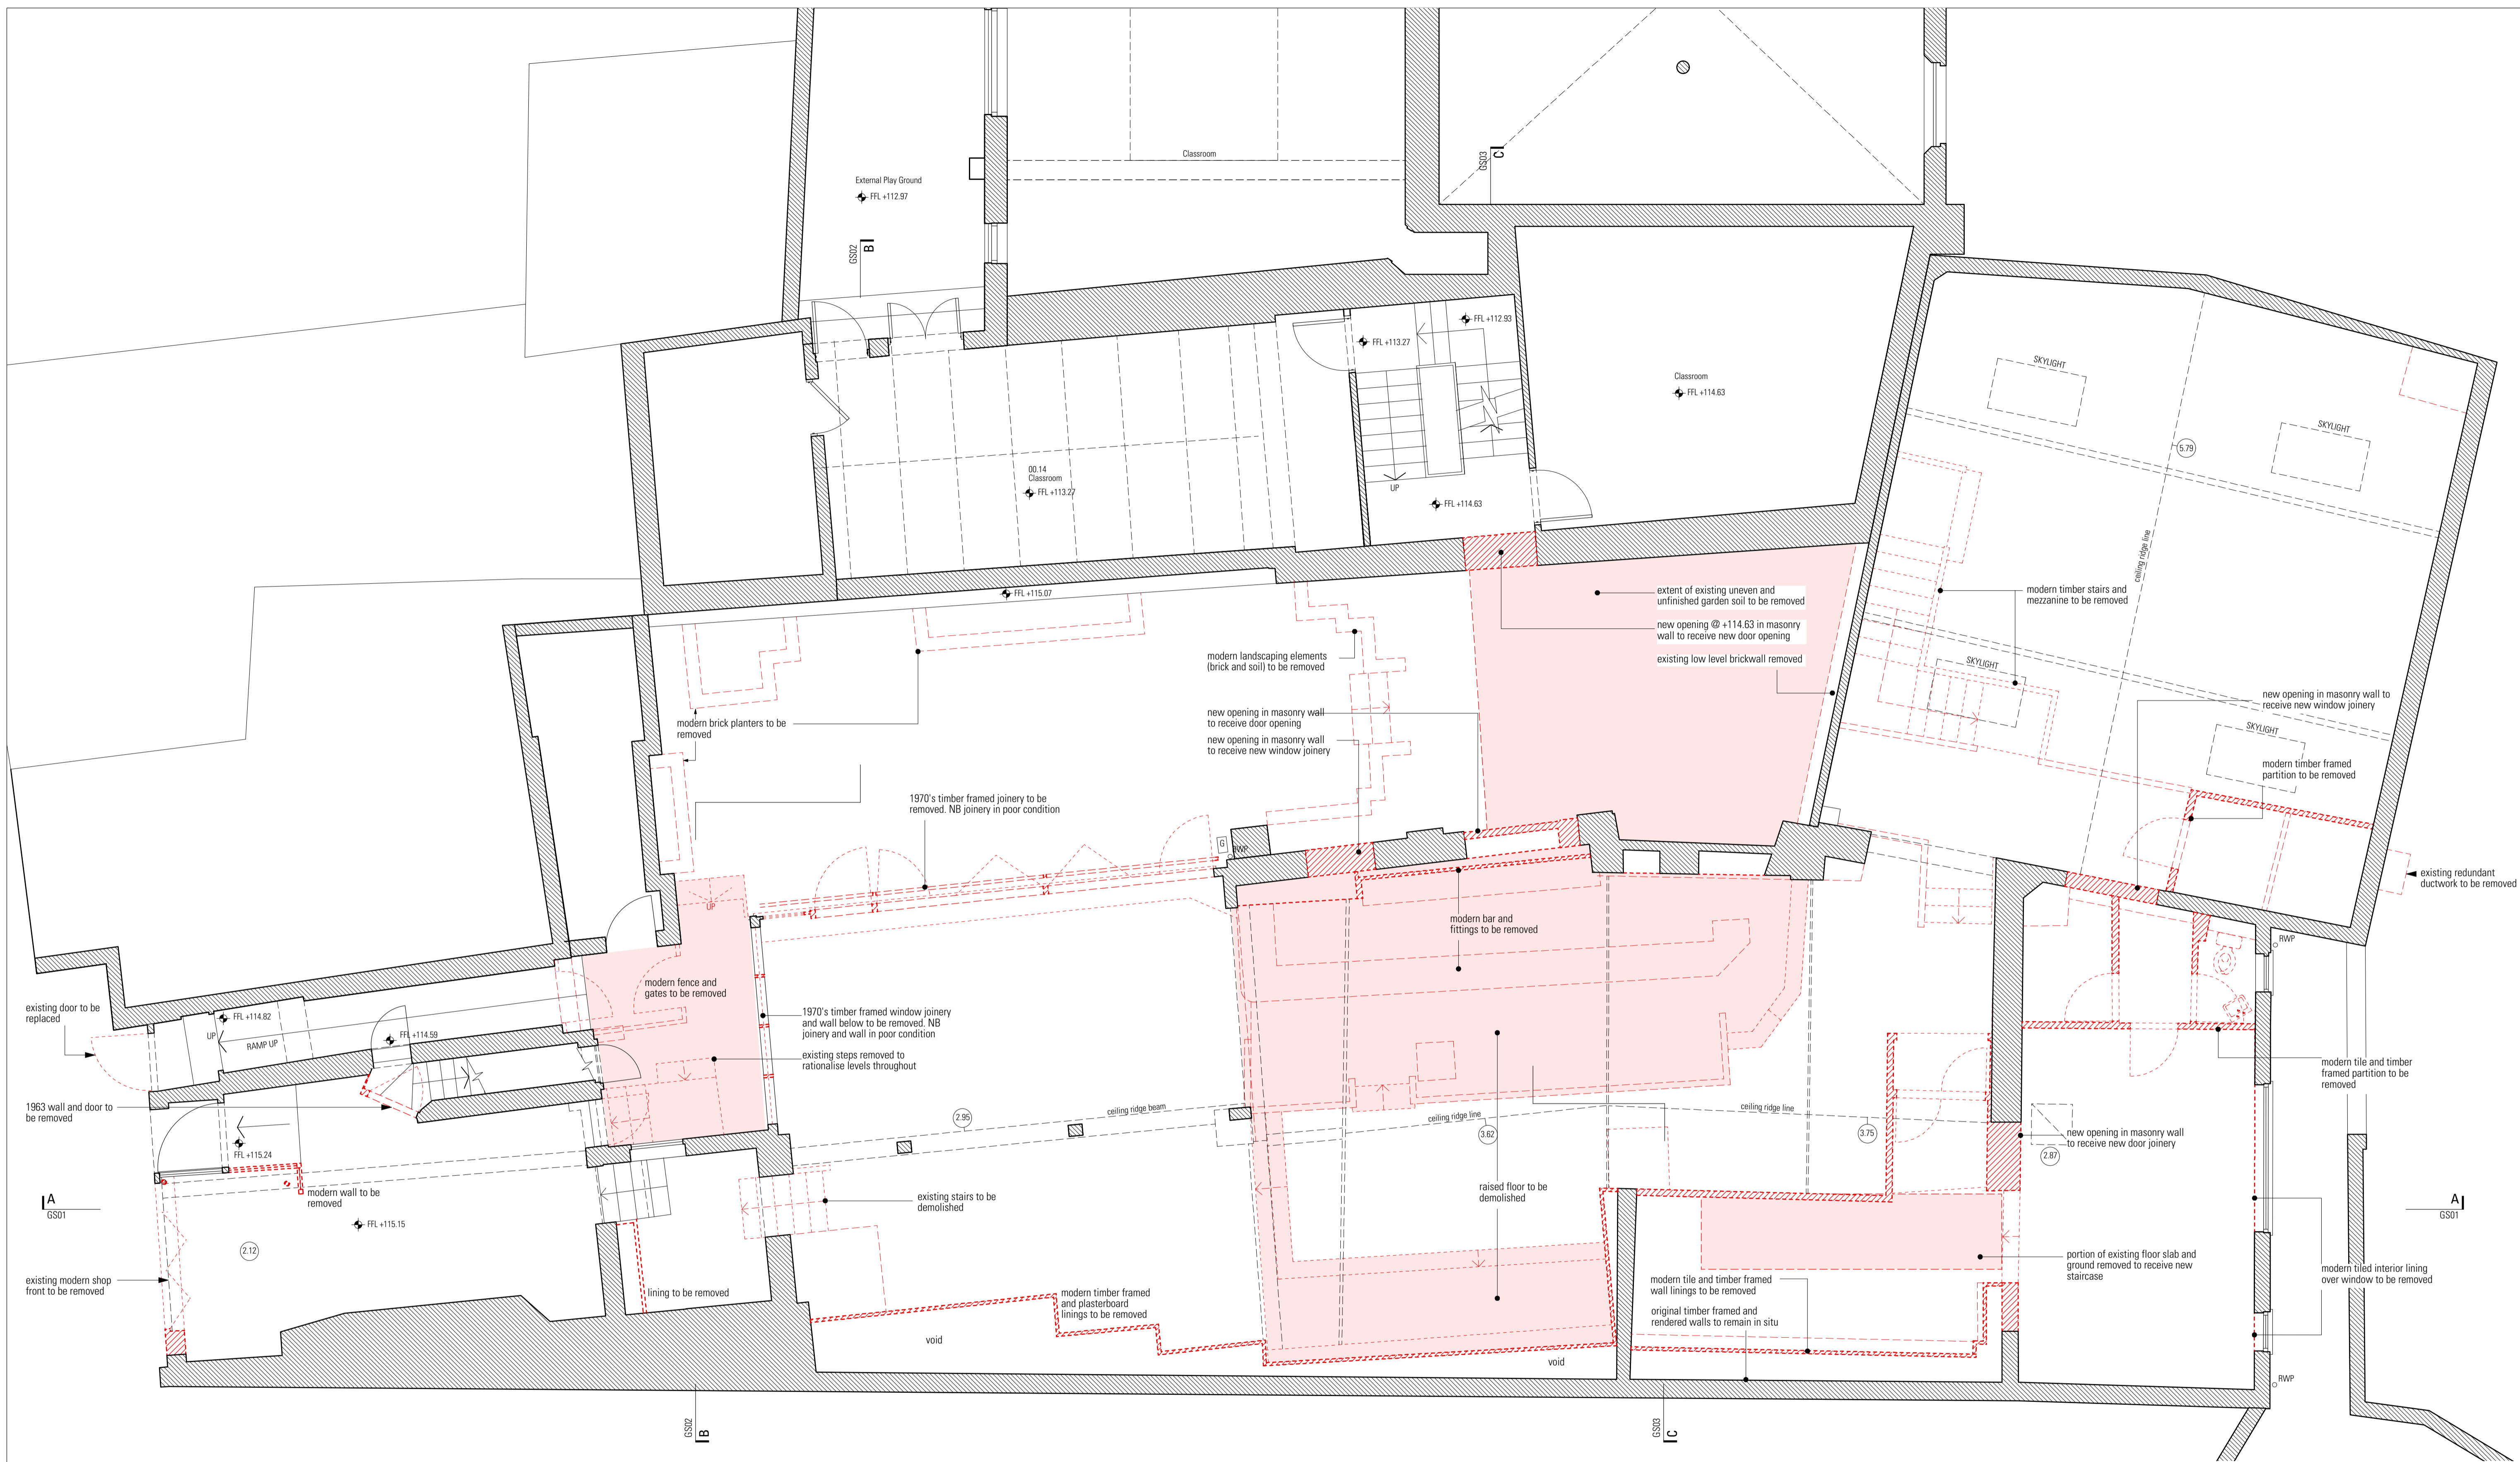 Classroom
GS03
C
External Play Ground
FFL +112.97
GS02
B
FFL +112.93
FFL +113.27
SKYLIGHT
Classroom
FFL +114.63
SKYLIGHT
5.79
00.14
Classroom
FFL +113.27
UP
FFL +114.63
ceiling ridge line
FFL +115.07
extent of existing uneven and
unfinished garden soil to be removed
modern timber stairs and
mezzanine to be removed
new opening @ +114.63 in masonry
wall to receive new door opening
modern landscaping elements
(brick and soil) to be removed
existing low level brickwall removed
SKYLIGHT
new opening in masonry wall to
receive new window joinery
modern brick planters to be
removed
new opening in masonry wall
to receive door opening
SKYLIGHT
new opening in masonry wall
to receive new window joinery
modern timber framed
partition to be removed
1970's timber framed joinery to be
removed. NB joinery in poor condition
G
RWP
existing redundant
ductwork to be removed
UP
modern bar and
fittings to be removed
RWP
modern fence and
gates to be removed
existing door to be
replaced
FFL +114.82
UP
RAMP UP
FFL +114.59
1970's timber framed window joinery
and wall below to be removed. NB
joinery and wall in poor condition
existing steps removed to
rationalise levels throughout
modern tile and timber
framed partition to be
removed
1963 wall and door to
be removed
2.95
ceiling ridge beam
ceiling ridge line
3.62
ceiling ridge line
3.75
new opening in masonry wall
to receive new door joinery
2.87
FFL +115.24
modern wall to be
removed
existing stairs to be
demolished
raised floor to be
demolished
A
GS01
A
GS01
FFL +115.15
2.12
portion of existing floor slab and
ground removed to receive new
staircase
existing modern shop
front to be removed
lining to be removed
modern timber framed
and plasterboard
linings to be removed
modern tile and timber framed
wall linings to be removed
original timber framed and
rendered walls to remain in situ
modern tiled interior lining
over window to be removed
void
void
RWP
GS02
B
GS03
C